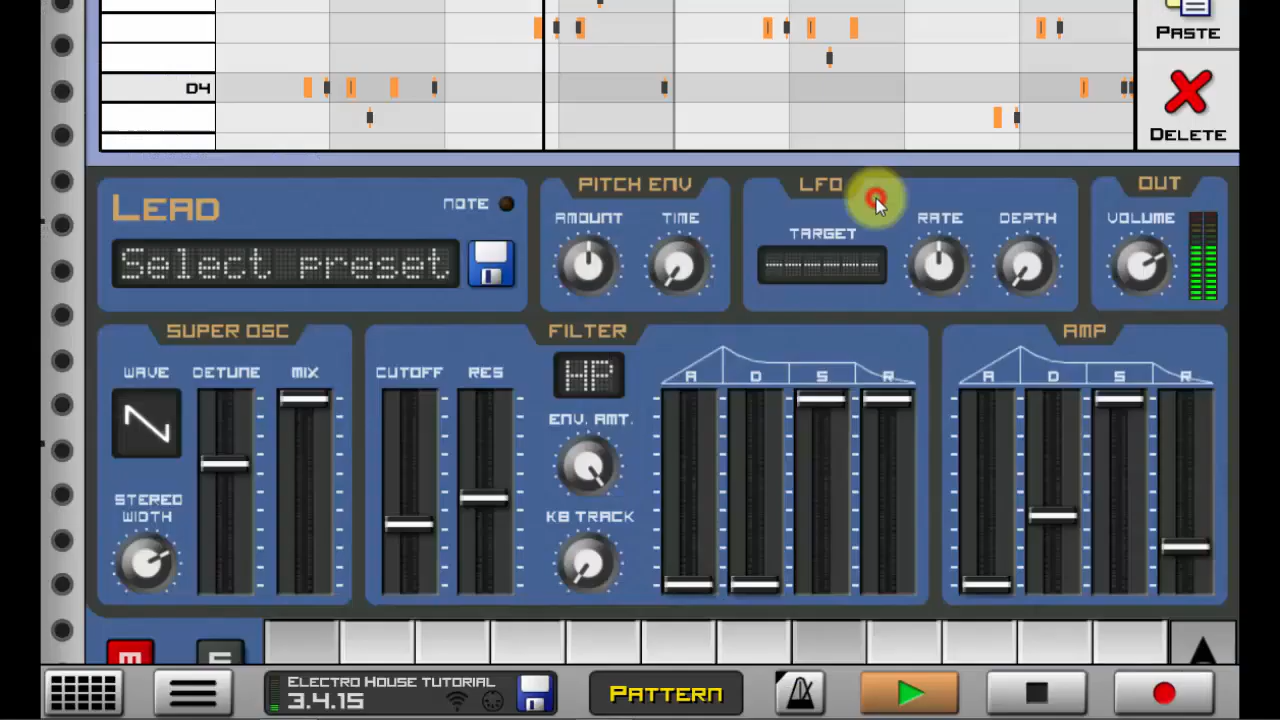 PASTE
D4
DELETE
LEAD
NOTE
Select preset
PITCH ENV
AMOUNT TIME
LFO
TARGET
------
RATE DEPTH
OUT
VOLUME
SUPER OSC
WAVE DETUNE MIX
STEREO
WIDTH
FILTER
CUTOFF RES
HP
ENV. AMT.
KB TRACK
A D S R
AMP
A D S R
ELECTRO HOUSE TUTORIAL
3.4.15
PATTERN